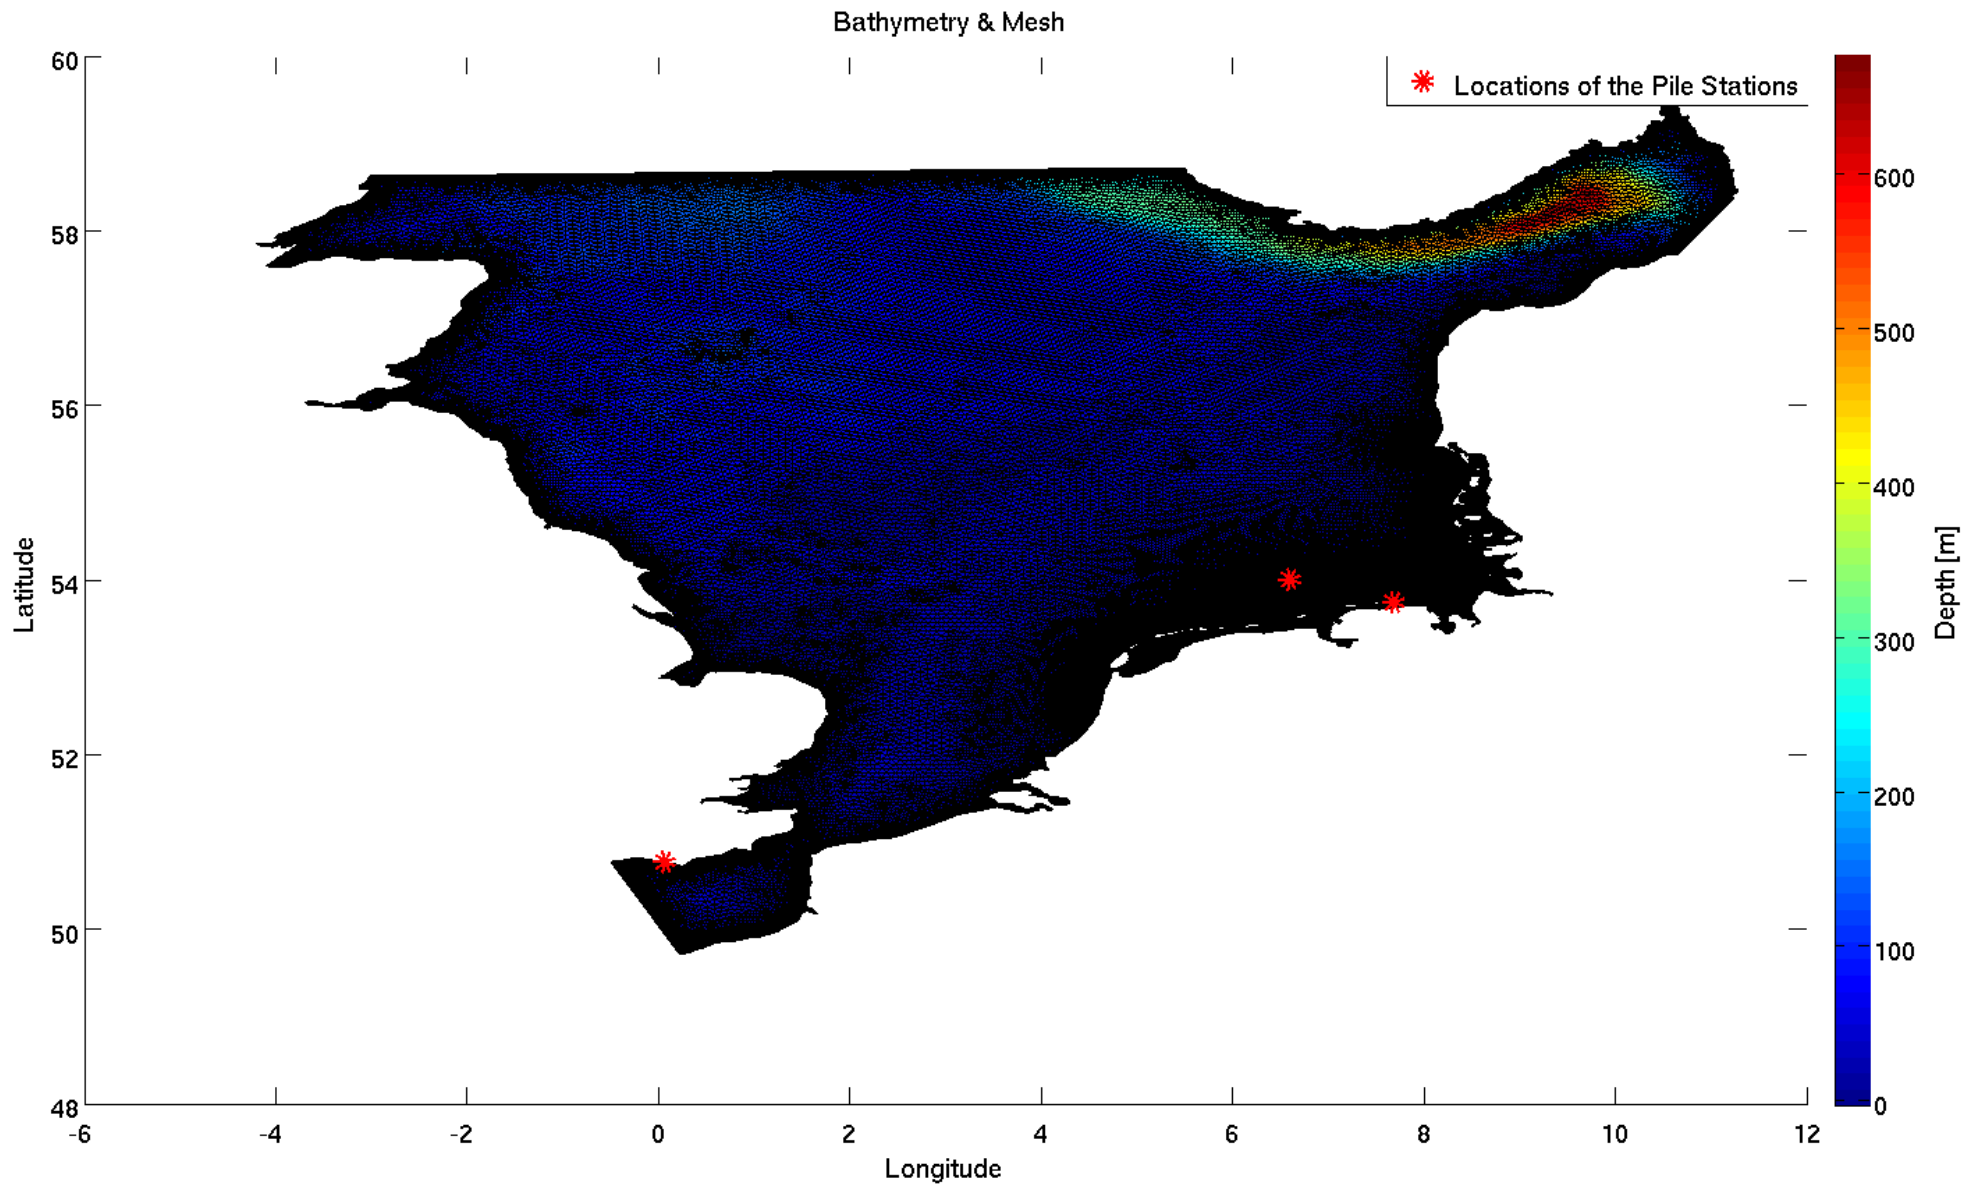 Bathymetry & Mesh
Locations of the Pile Stations
60
58
56
54
52
50
48
Latitude
-6 -4 -2 0 2 4 6 8 10 12
Longitude
600
500
400
300
200
100
0
Depth [m]